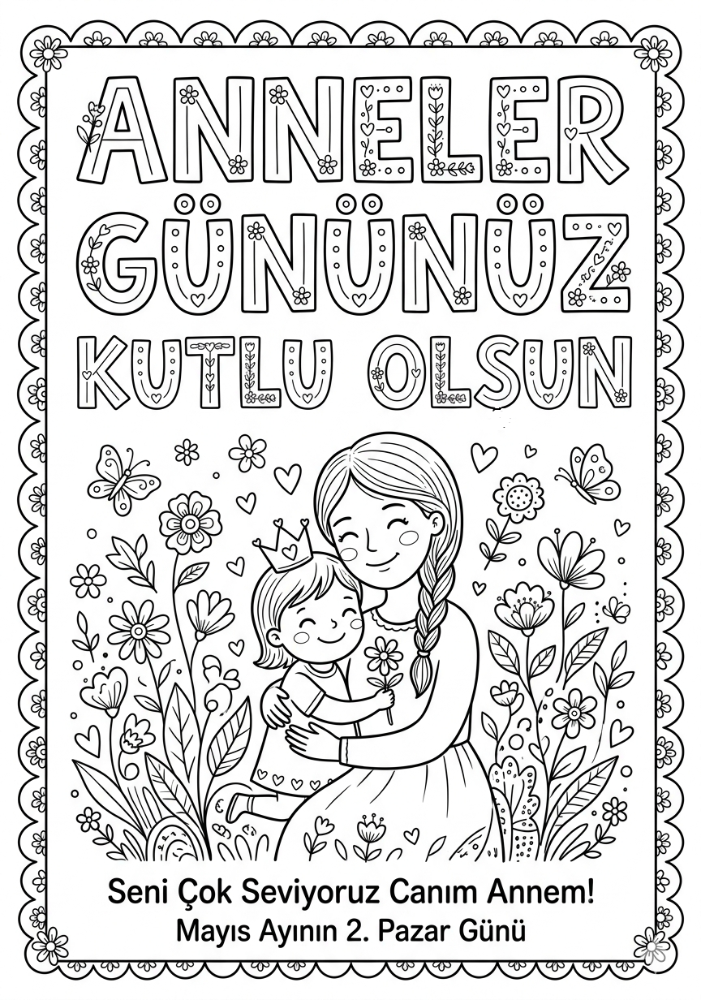 ANNELER
GÜNÜNÜZ
KUTLU OLSUN
Seni Çok Seviyoruz Canım Annem!
Mayıs Ayının 2. Pazar Günü